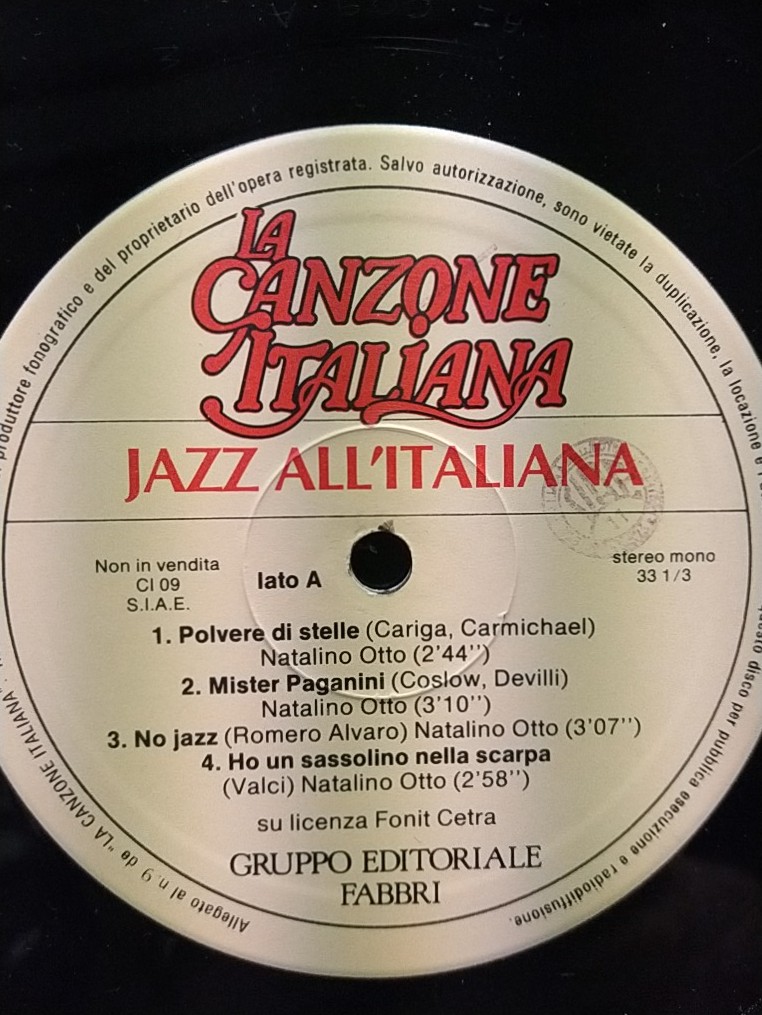 produttore fonografico e del proprietario dell'opera registrata. Salvo autorizzazione, sono vietate la duplicazione, la locazione e
questo disco per pubblica esecuzione e radiodiffusione.
LA
CANZONE
ITALIANA
JAZZ ALL'ITALIANA
Non in vendita
CI 09
S.I.A.E.
lato A
stereo mono
33 1/3
1. Polvere di stelle (Cariga, Carmichael)
Natalino Otto (2'44'')
2. Mister Paganini (Coslow, Devilli)
Natalino Otto (3'10'')
3. No jazz (Romero Alvaro) Natalino Otto (3'07'')
4. Ho un sassolino nella scarpa
(Valci) Natalino Otto (2'58'')
su licenza Fonit Cetra
GRUPPO EDITORIALE
FABBRI
Allegato al n. 9 de "LA CANZONE ITALIANA".